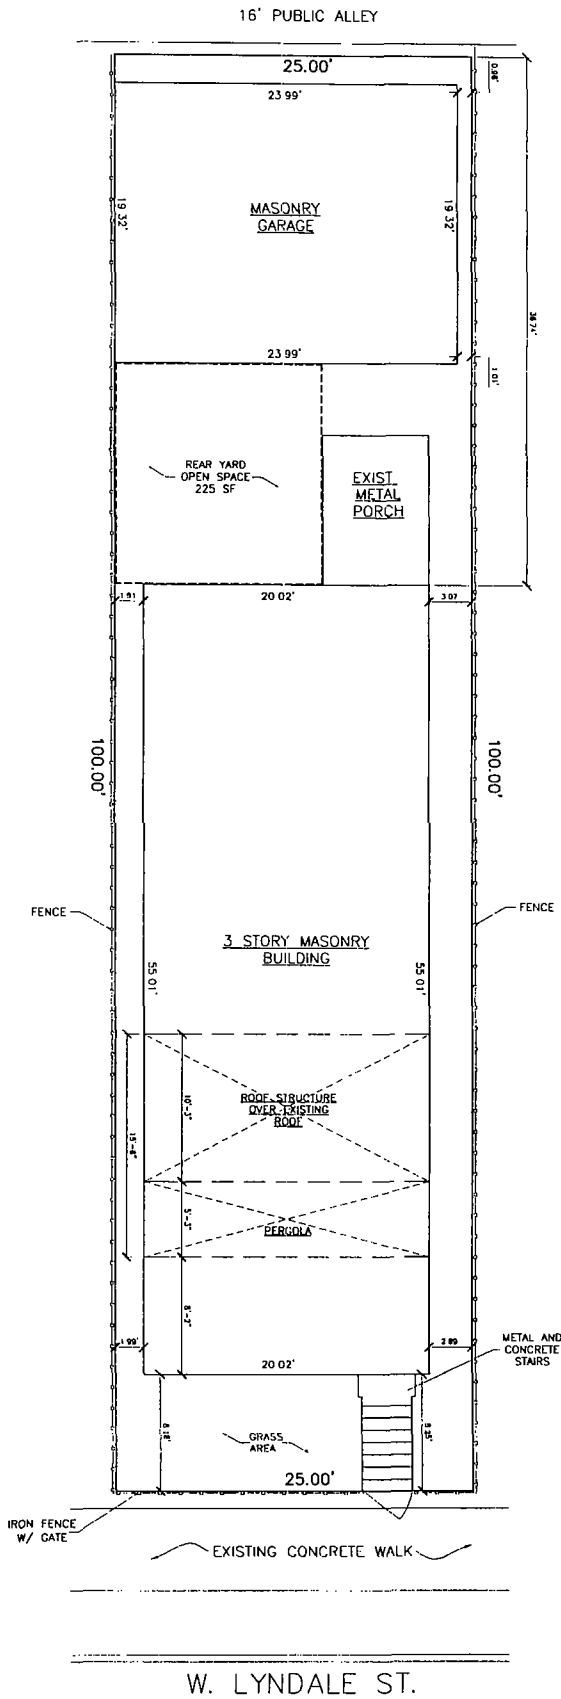 16' PUBLIC ALLEY
25.00'
0.98'
23 99'
MASONRY
GARAGE
19 32'
19 32'
23 99'
1.01'
REAR YARD
OPEN SPACE
225 SF
EXIST
METAL
PORCH
1 91
20 02'
3 07
100.00'
100.00'
FENCE
FENCE
3 STORY MASONRY
BUILDING
55 01'
55 01'
ROOF STRUCTURE
OVER EXISTING
ROOF
10'-3"
5'-3"
PERGOLA
8'-2"
1 99'
20 02'
2 89
METAL AND
CONCRETE
STAIRS
8.18'
8.25'
GRASS
AREA
25.00'
IRON FENCE
W/ GATE
EXISTING CONCRETE WALK
W. LYNDALE ST.